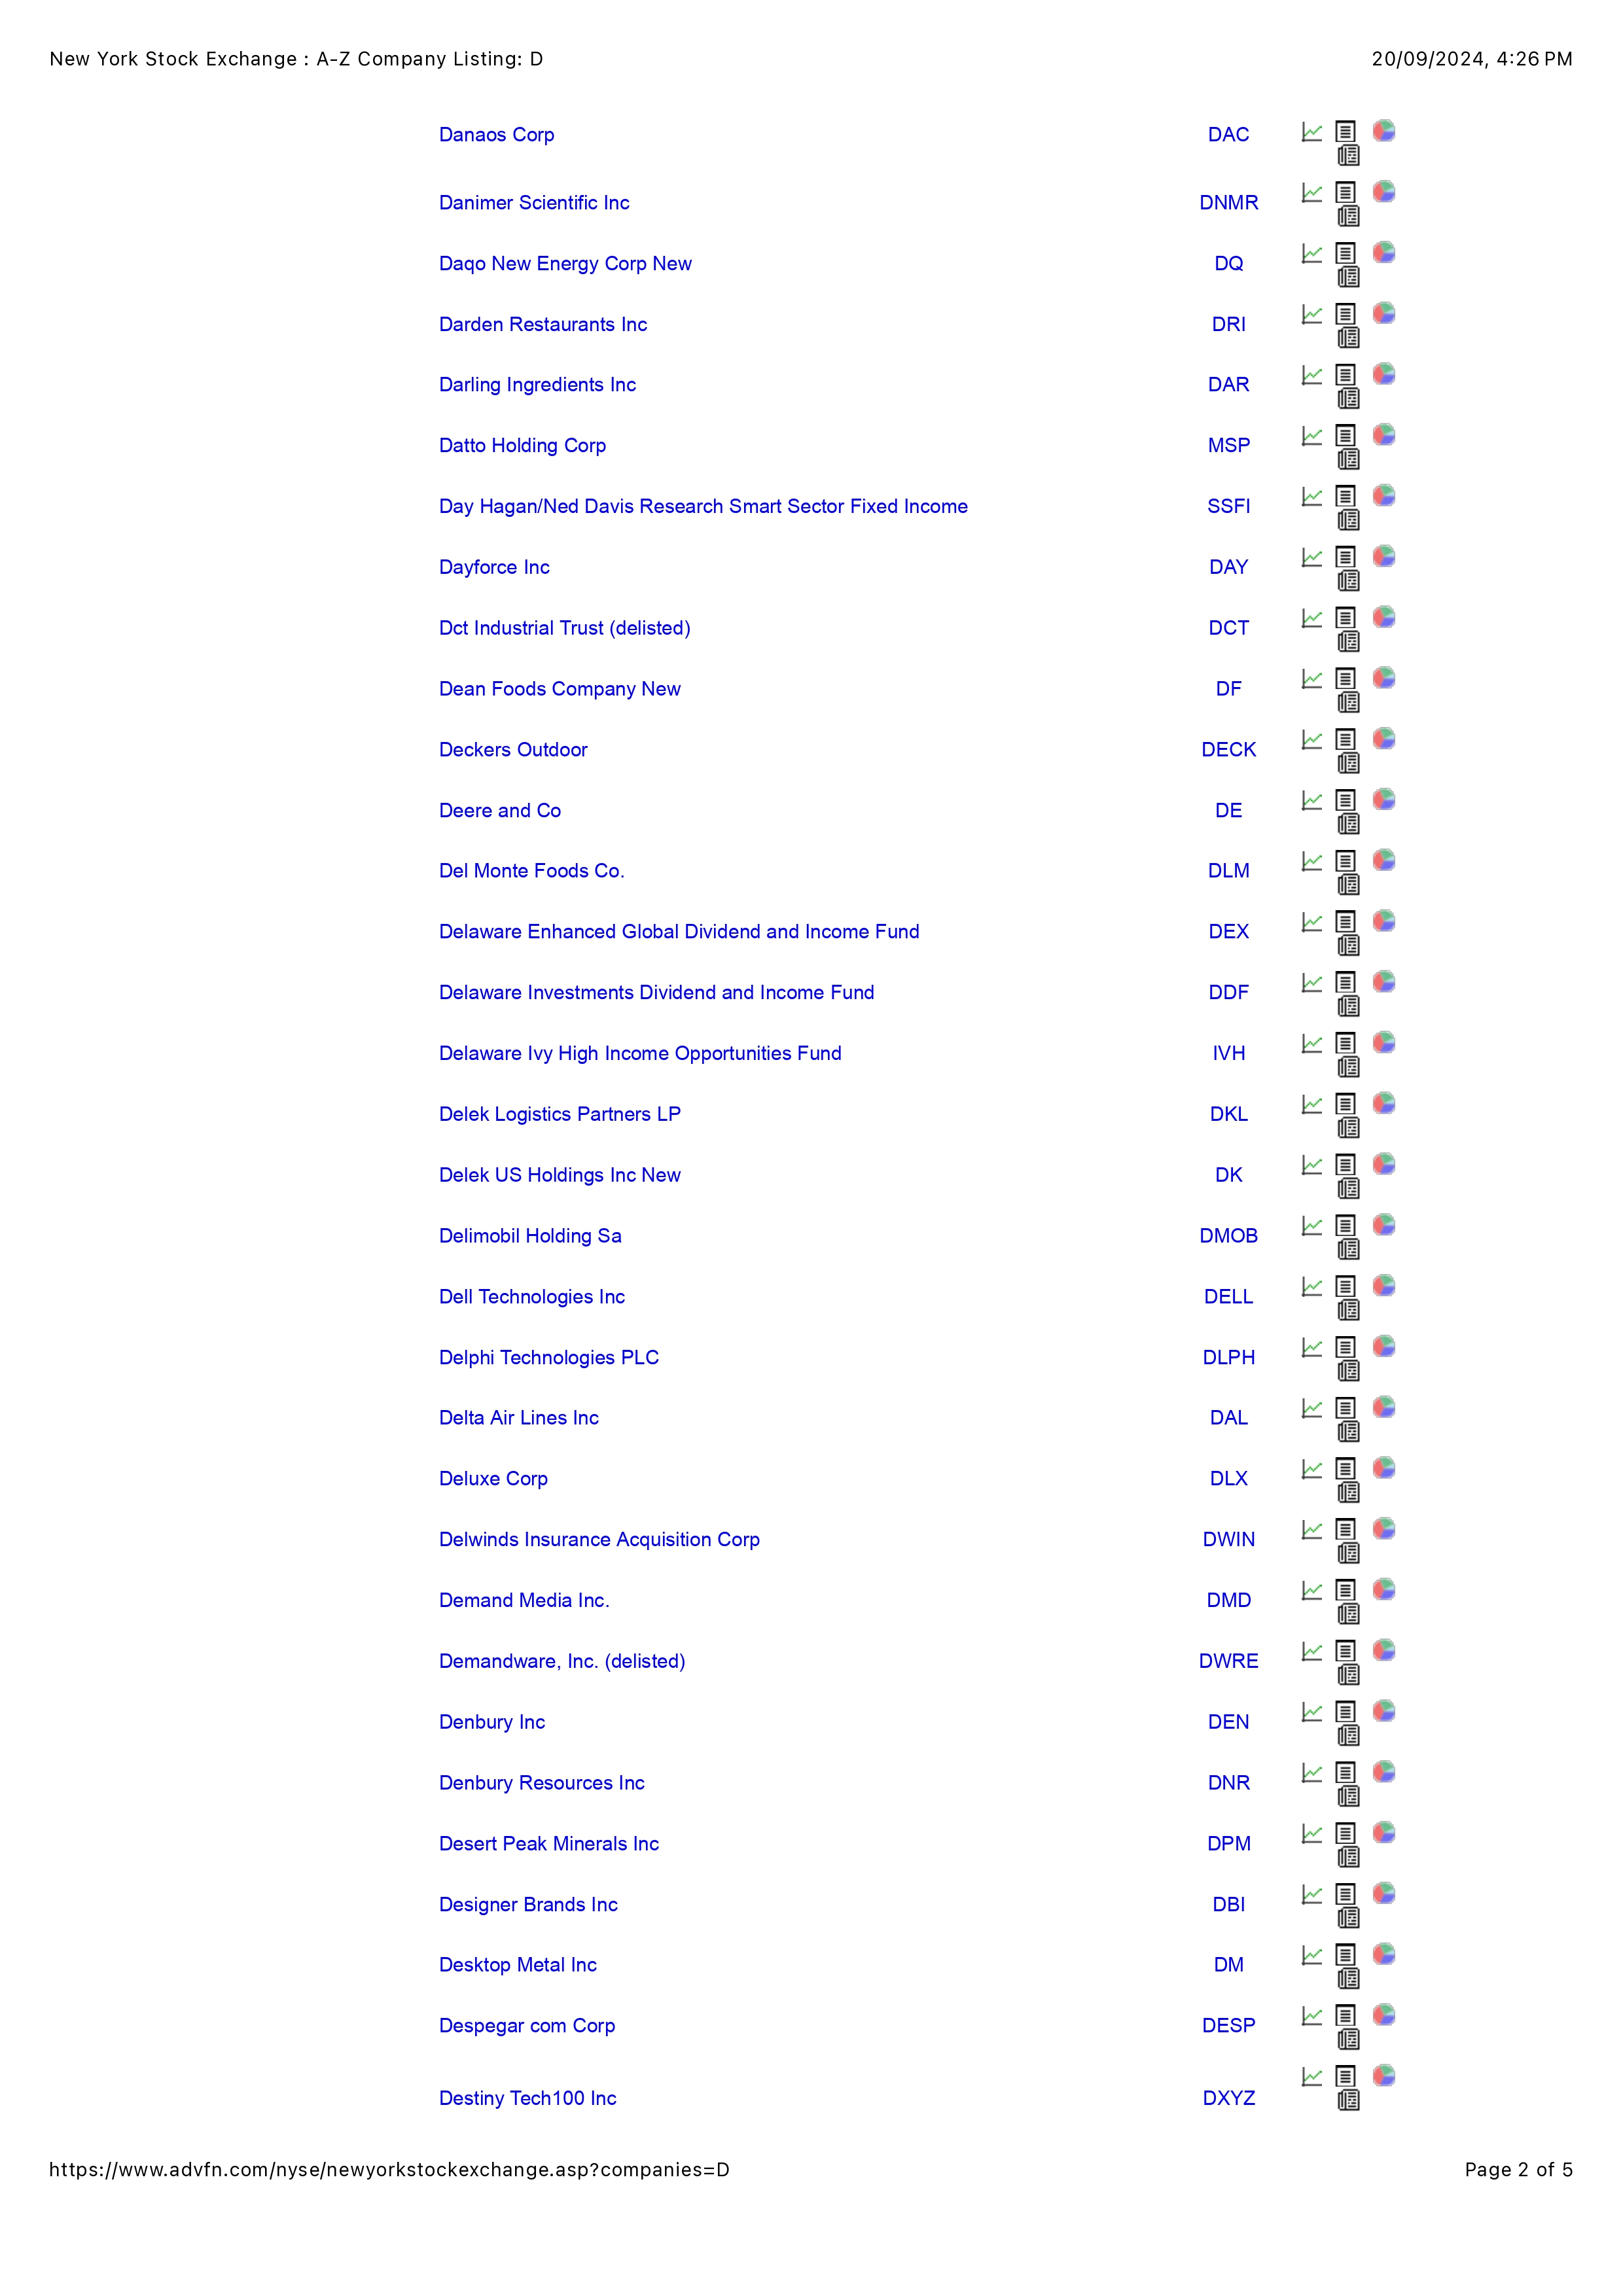 New York Stock Exchange : A-Z Company Listing: D 20/09/2024, 4:26 PM
Danaos Corp DAC
Danimer Scientific Inc DNMR
Daqo New Energy Corp New DQ
Darden Restaurants Inc DRI
Darling Ingredients Inc DAR
Datto Holding Corp MSP
Day Hagan/Ned Davis Research Smart Sector Fixed Income SSFI
Dayforce Inc DAY
Dct Industrial Trust (delisted) DCT
Dean Foods Company New DF
Deckers Outdoor DECK
Deere and Co DE
Del Monte Foods Co. DLM
Delaware Enhanced Global Dividend and Income Fund DEX
Delaware Investments Dividend and Income Fund DDF
Delaware Ivy High Income Opportunities Fund IVH
Delek Logistics Partners LP DKL
Delek US Holdings Inc New DK
Delimobil Holding Sa DMOB
Dell Technologies Inc DELL
Delphi Technologies PLC DLPH
Delta Air Lines Inc DAL
Deluxe Corp DLX
Delwinds Insurance Acquisition Corp DWIN
Demand Media Inc. DMD
Demandware, Inc. (delisted) DWRE
Denbury Inc DEN
Denbury Resources Inc DNR
Desert Peak Minerals Inc DPM
Designer Brands Inc DBI
Desktop Metal Inc DM
Despegar com Corp DESP
Destiny Tech100 Inc DXYZ
https://www.advfn.com/nyse/newyorkstockexchange.asp?companies=D Page 2 of 5